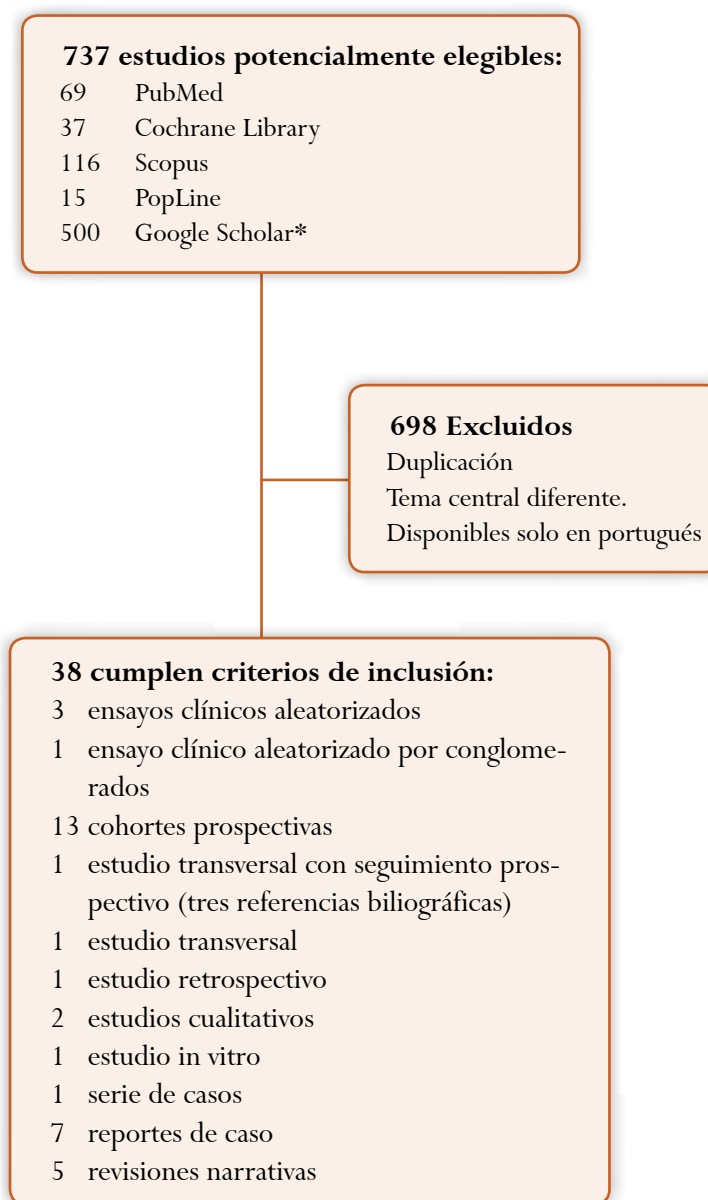 737 estudios potencialmente elegibles:
69 PubMed
37 Cochrane Library
116 Scopus
15 PopLine
500 Google Scholar*
698 Excluidos
Duplicación
Tema central diferente.
Disponibles solo en portugués
38 cumplen criterios de inclusión:
3 ensayos clínicos aleatorizados
1 ensayo clínico aleatorizado por conglome-
rados
13 cohortes prospectivas
1 estudio transversal con seguimiento pros-
pectivo (tres referencias biliográficas)
1 estudio transversal
1 estudio retrospectivo
2 estudios cualitativos
1 estudio in vitro
1 serie de casos
7 reportes de caso
5 revisiones narrativas